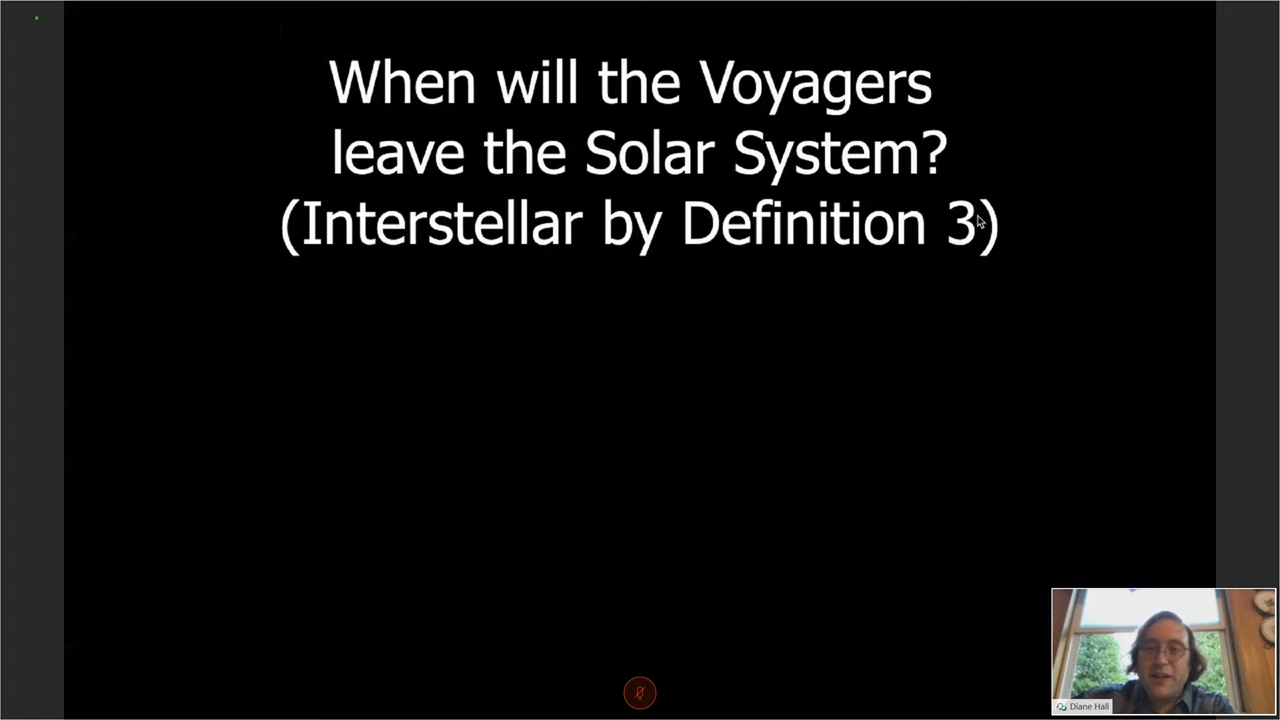 When will the Voyagers
leave the Solar System?
(Interstellar by Definition 3)
Diane Hall